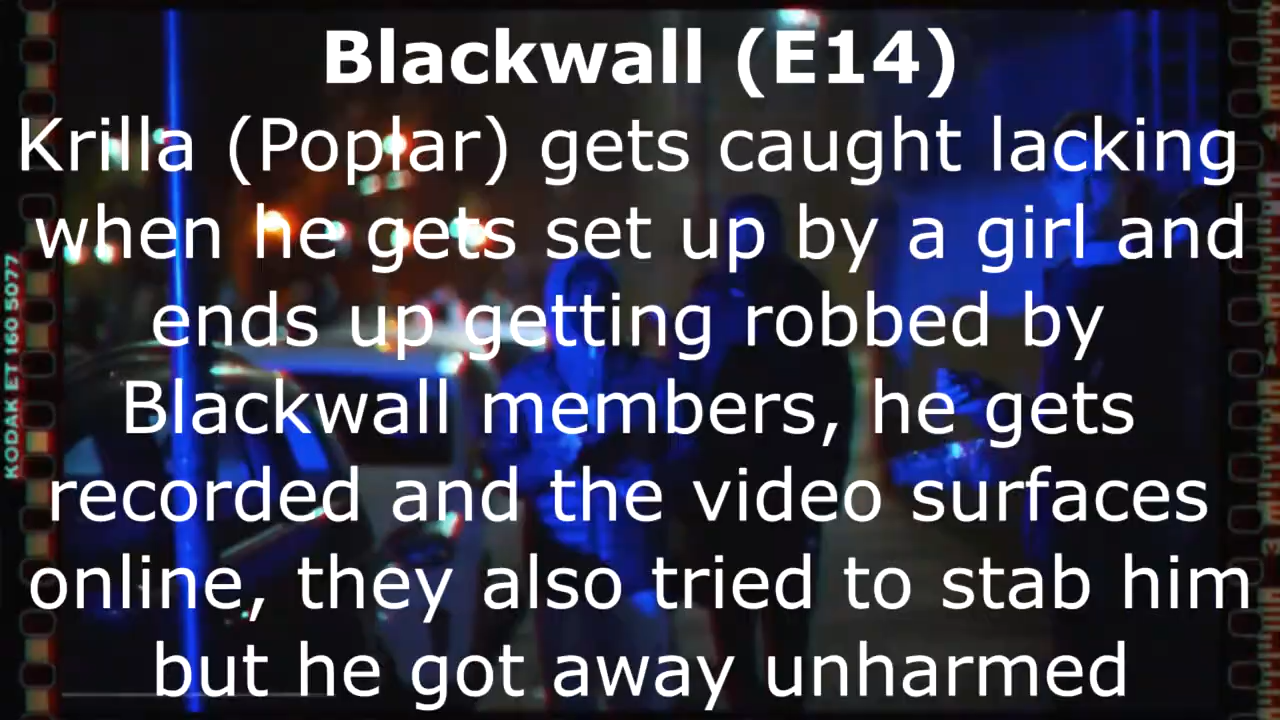 Blackwall (E14)
Krilla (Poplar) gets caught lacking
when he gets set up by a girl and
ends up getting robbed by
Blackwall members, he gets
recorded and the video surfaces
online, they also tried to stab him
but he got away unharmed
KODAK ET 160 5077